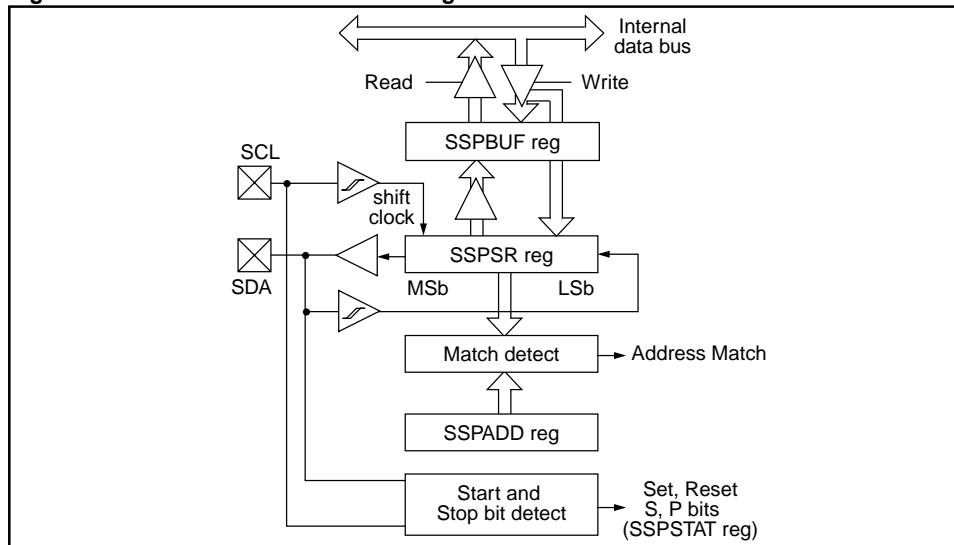 Internal
data bus
Read
Write
SSPBUF reg
SCL
shift
clock
SSPSR reg
SDA
MSb
LSb
Match detect
Address Match
SSPADD reg
Start and
Stop bit detect
Set, Reset
S, P bits
(SSPSTAT reg)